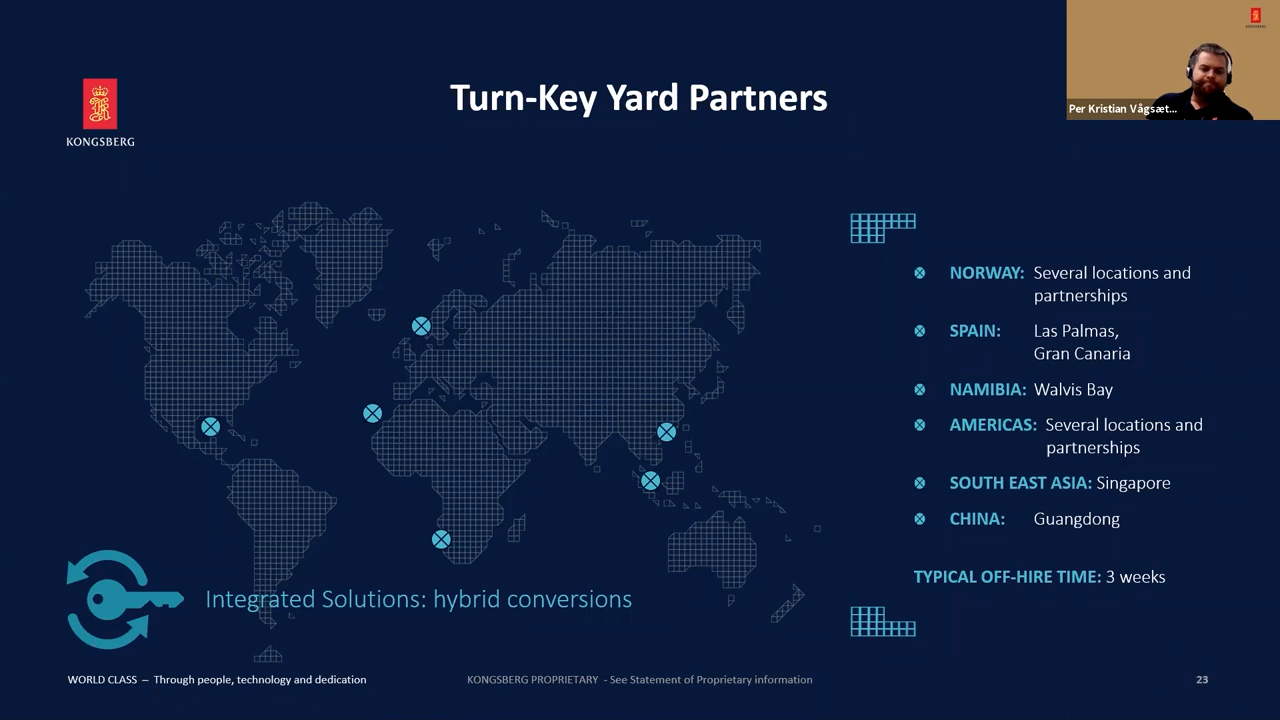 Turn-Key Yard Partners
KONGSBERG
Per Kristian Vågsæt...
NORWAY: Several locations and
partnerships
SPAIN: Las Palmas,
Gran Canaria
NAMIBIA: Walvis Bay
AMERICAS: Several locations and
partnerships
SOUTH EAST ASIA: Singapore
CHINA: Guangdong
TYPICAL OFF-HIRE TIME: 3 weeks
Integrated Solutions: hybrid conversions
WORLD CLASS – Through people, technology and dedication
KONGSBERG PROPRIETARY - See Statement of Proprietary information
23